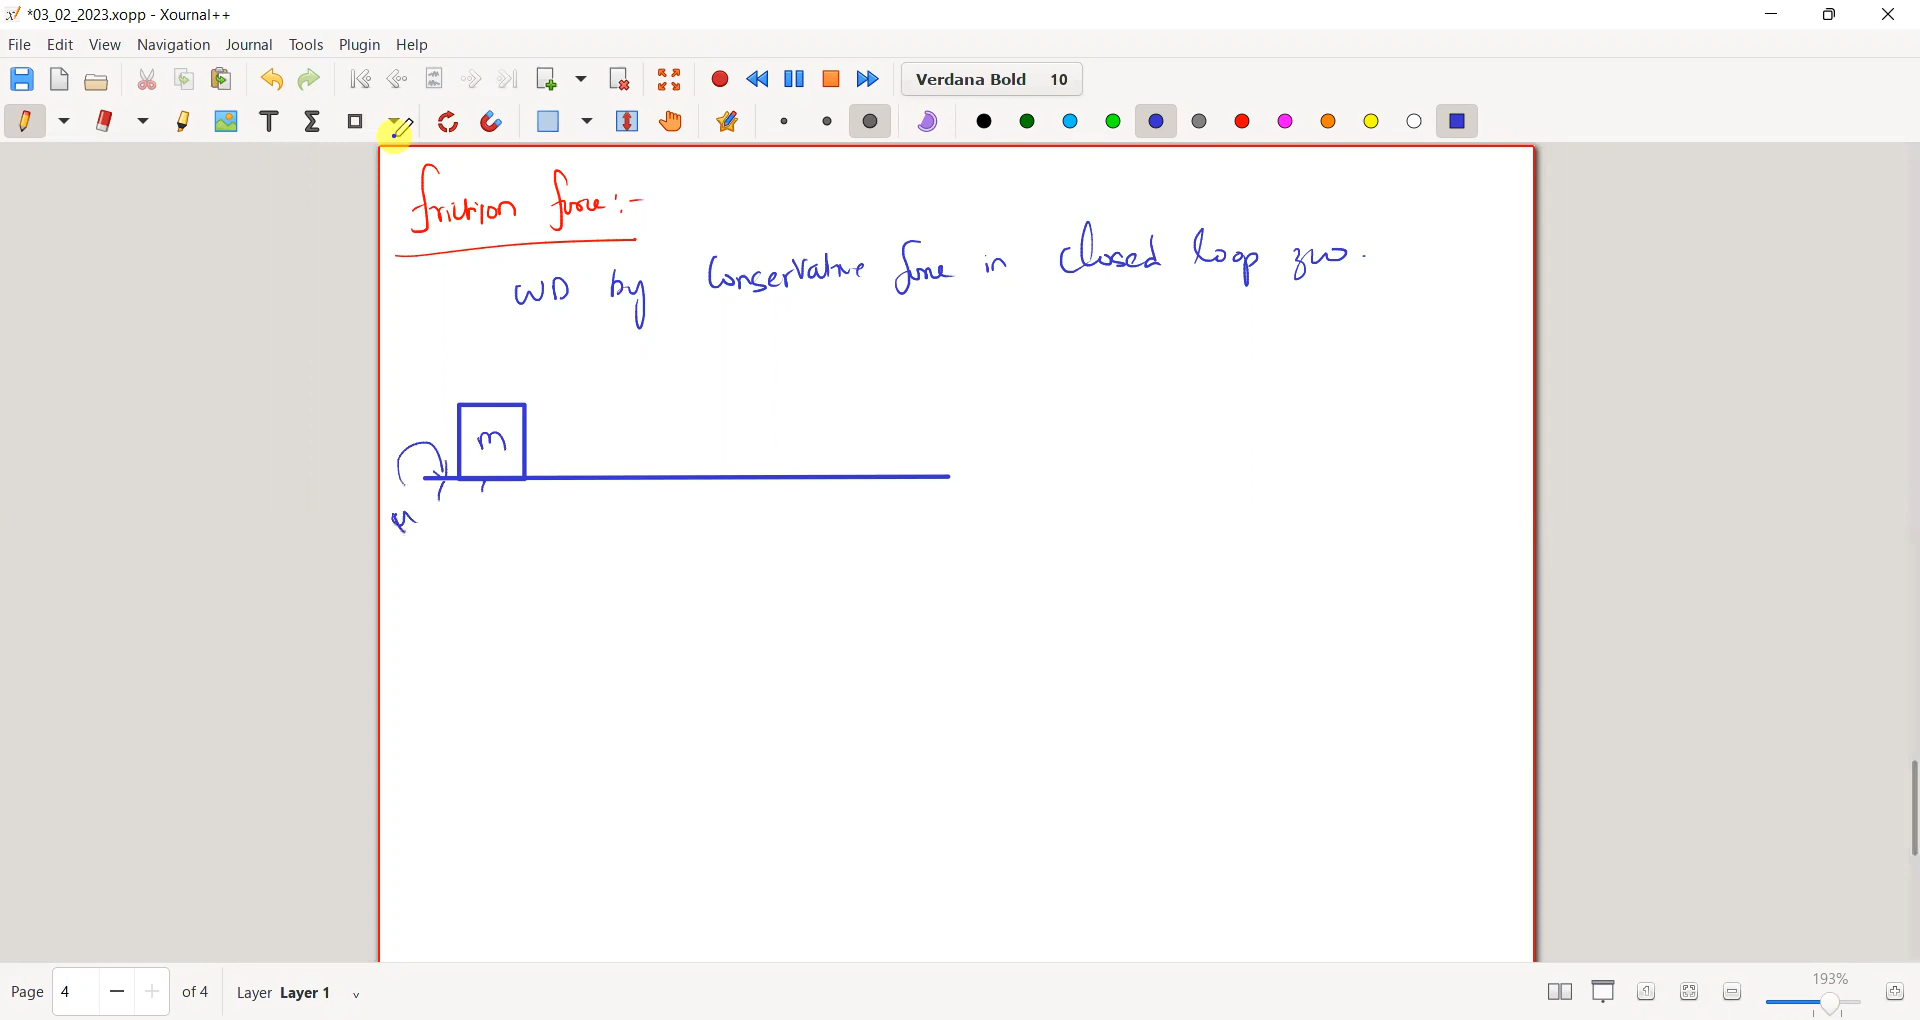 *03_02_2023.xopp - Xournal++
File Edit View Navigation Journal Tools Plugin Help
Verdana Bold 10
friction force:-
WD by Conservative force in Closed loop zero.
m
μ
Page 4 of 4 Layer Layer 1
193%